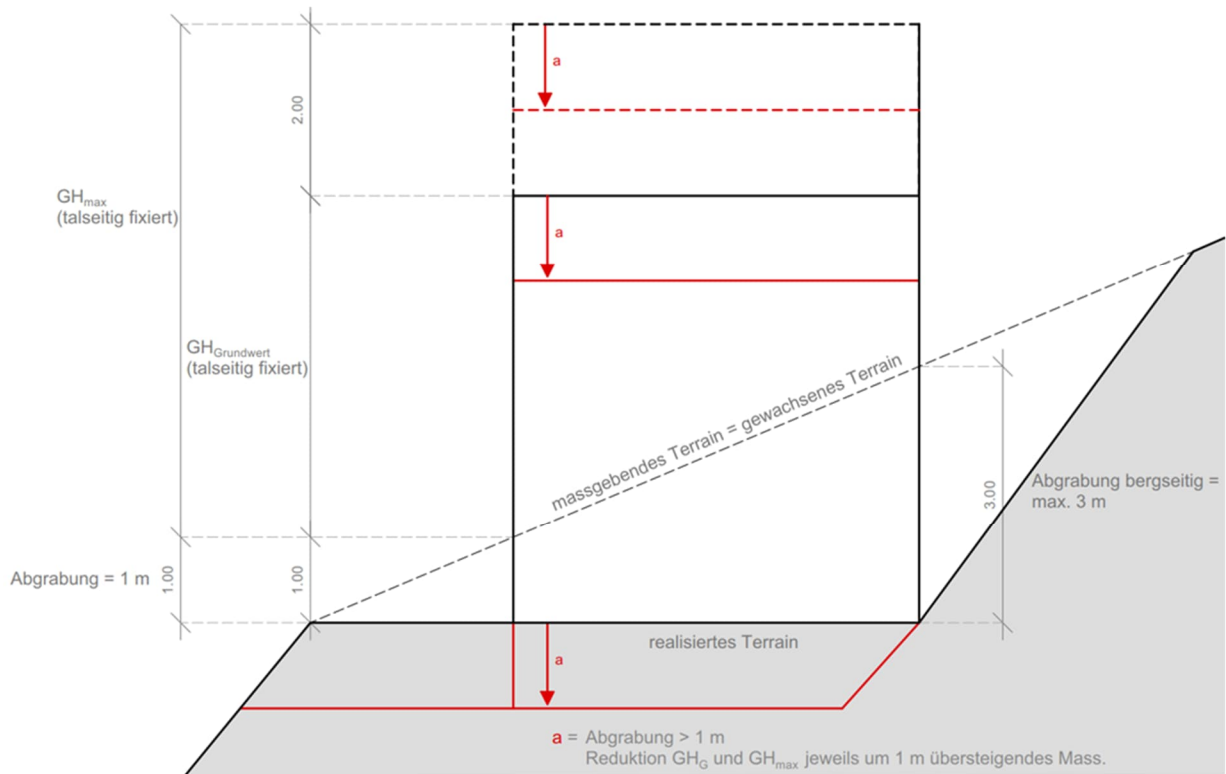 a
2.00
GHmax
(talseitig fixiert)
a
GHGrundwert
(talseitig fixiert)
massgebendes Terrain = gewachsenes Terrain
3.00
Abgrabung bergseitig =
max. 3 m
Abgrabung = 1 m
1.00
1.00
realisiertes Terrain
a
a = Abgrabung > 1 m
Reduktion GHG und GHmax jeweils um 1 m übersteigendes Mass.